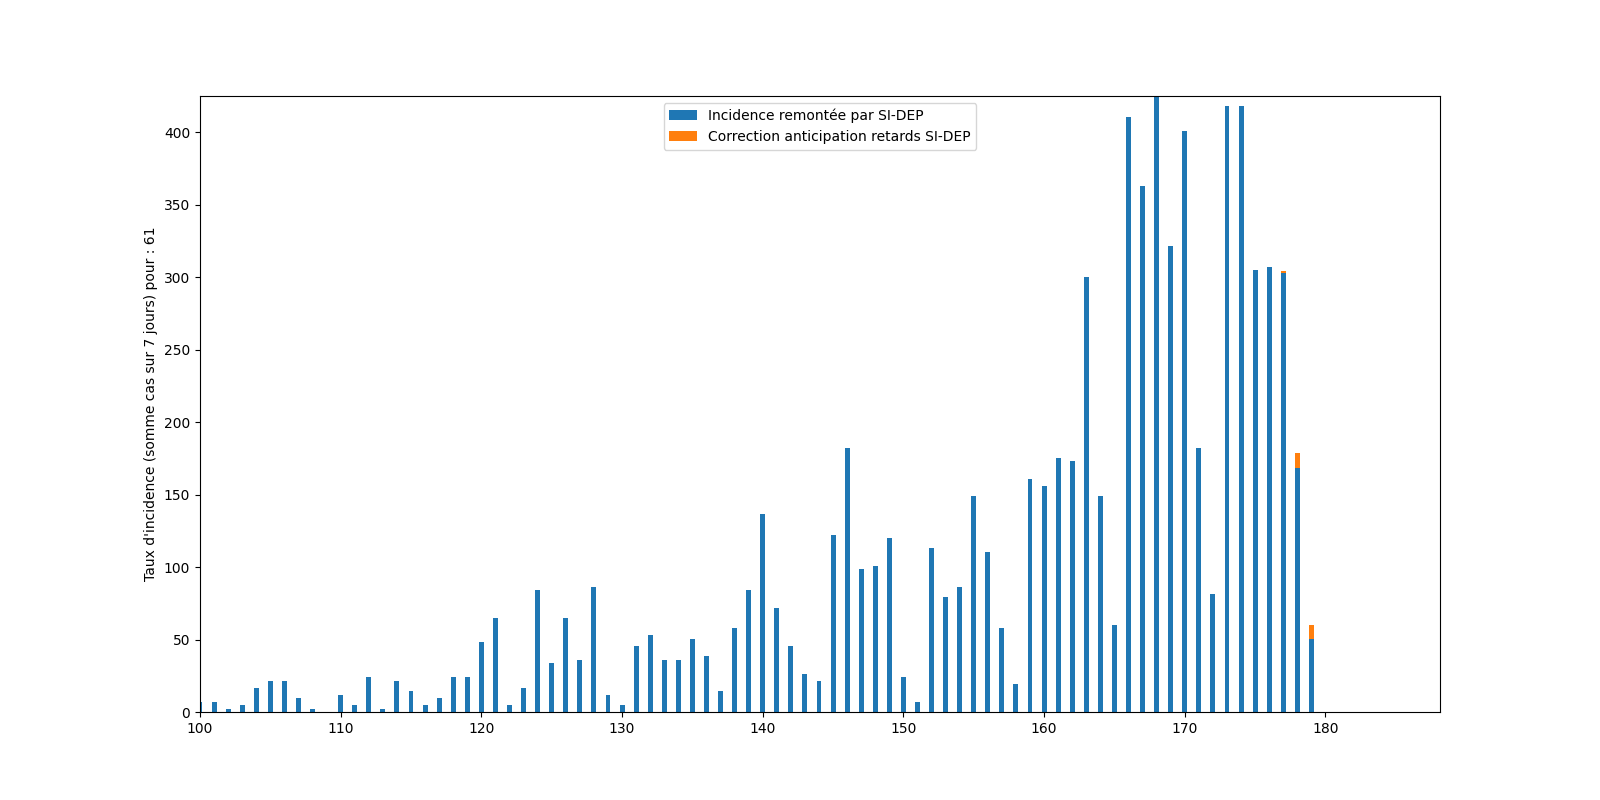 Incidence remontée par SI-DEP
Correction anticipation retards SI-DEP
Taux d'incidence (somme cas sur 7 jours) pour : 61
400
350
300
250
200
150
100
50
0
100 110 120 130 140 150 160 170 180